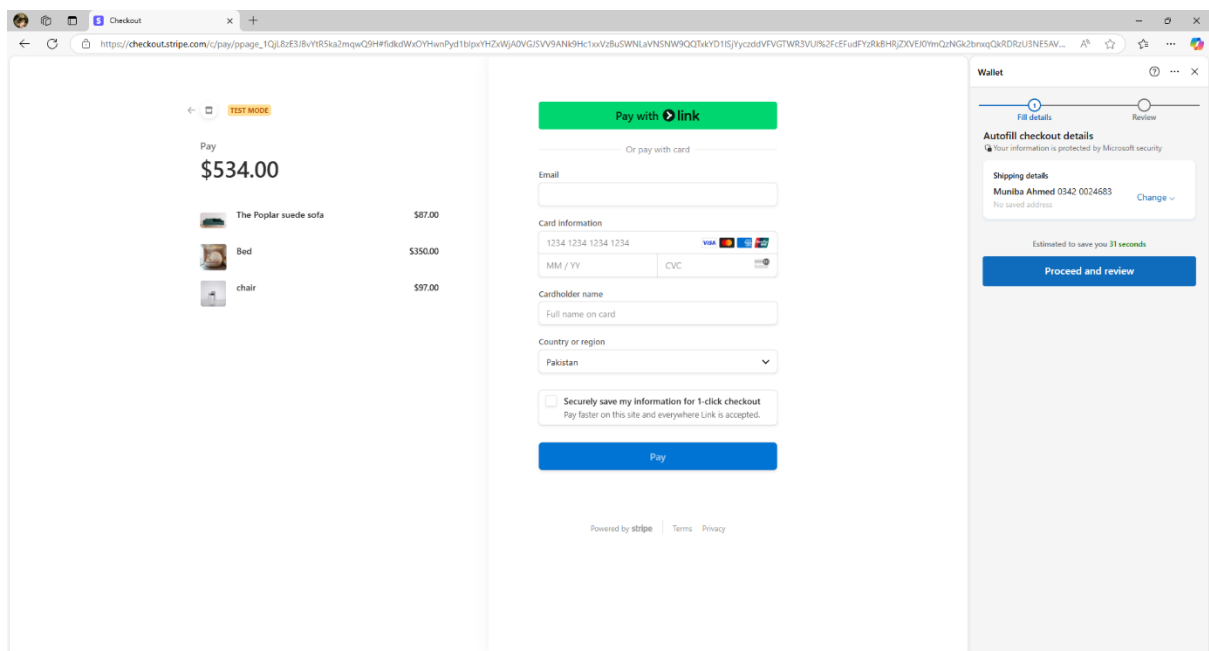 Checkout
https://checkout.stripe.com/c/pay/
TEST MODE
Pay
$534.00
The Poplar suede sofa $87.00
Bed $350.00
chair $97.00
Pay with link
Or pay with card
Email
Card information
1234 1234 1234 1234 VISA
MM / YY CVC
Cardholder name
Full name on card
Country or region
Pakistan
Securely save my information for 1-click checkout
Pay faster on this site and everywhere Link is accepted.
Pay
Powered by stripe Terms Privacy
Wallet
1
Fill details Review
Autofill checkout details
Your information is protected by Microsoft security
Shipping details
Muniba Ahmed 0342 0024683
No saved address
Change
Estimated to save you 31 seconds
Proceed and review